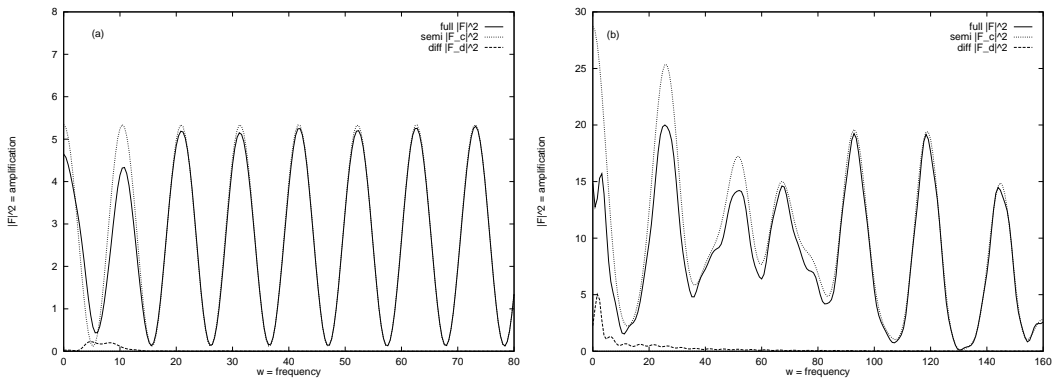 (a)
full |F|^2
semi |F_c|^2
diff |F_d|^2
8
7
6
5
4
3
2
1
0
|F|^2 = amplification
0 10 20 30 40 50 60 70 80
w = frequency
(b)
full |F|^2
semi |F_c|^2
diff |F_d|^2
30
25
20
15
10
5
0
|F|^2 = amplification
0 20 40 60 80 100 120 140 160
w = frequency